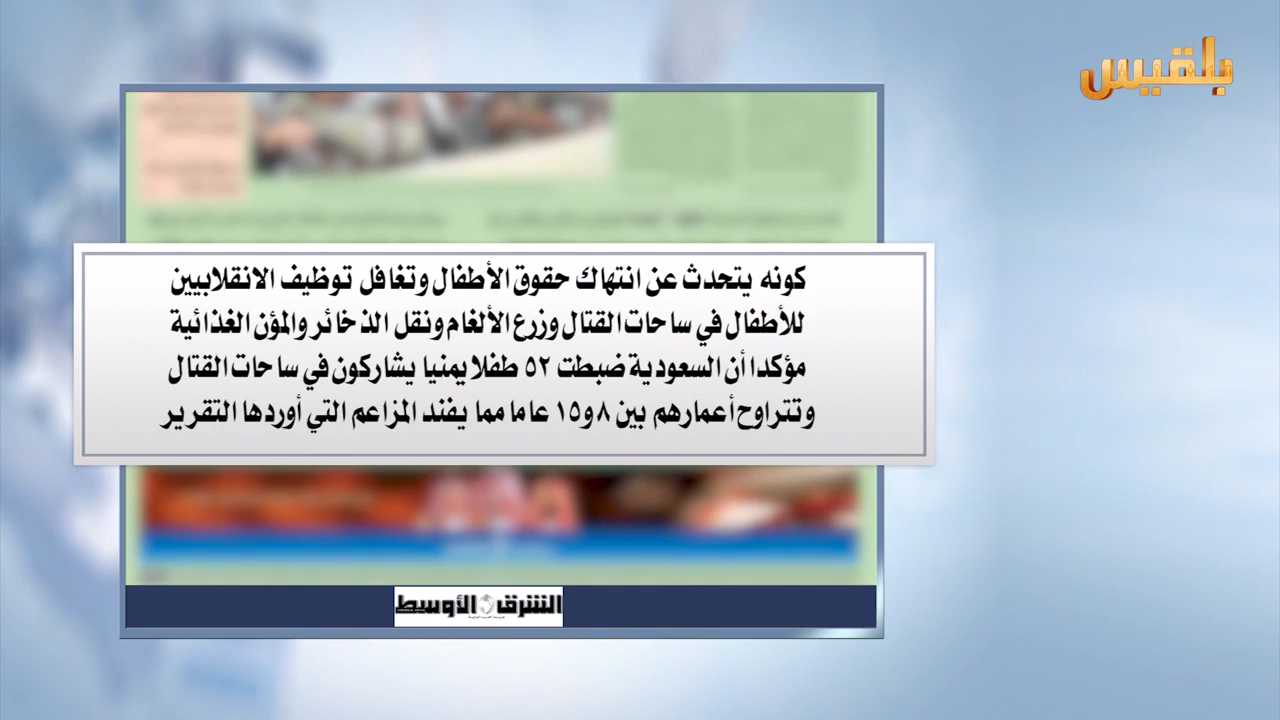 بلقيس
كونه يتحدث عن انتهاك حقوق الأطفال وتغافل توظيف الانقلابيين
للأطفال في ساحات القتال وزرع الألغام ونقل الذخائر والمؤن الغذائية
مؤكدا أن السعودية ضبطت ٥٢ طفلا يمنيا يشاركون في ساحات القتال
وتتراوح أعمارهم بين ٨ و١٥ عاما مما يفند المزاعم التي أوردها التقرير
الشرق الأوسط